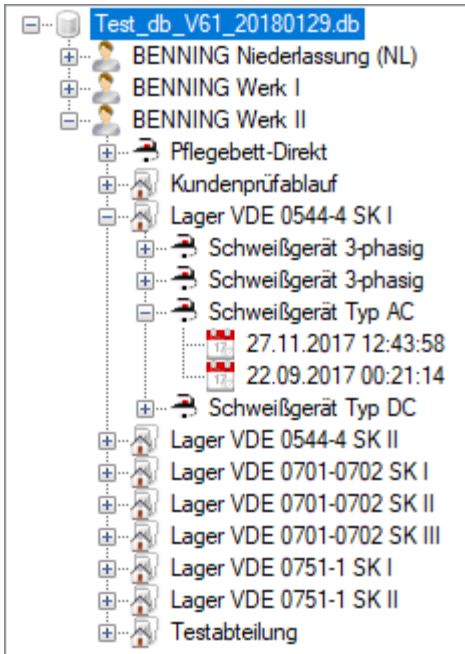 Test_db_V61_20180129.db
BENNING Niederlassung (NL)
BENNING Werk I
BENNING Werk II
Pflegebett-Direkt
Kundenprüfablauf
Lager VDE 0544-4 SK I
Schweißgerät 3-phasig
Schweißgerät 3-phasig
Schweißgerät Typ AC
27.11.2017 12:43:58
22.09.2017 00:21:14
Schweißgerät Typ DC
Lager VDE 0544-4 SK II
Lager VDE 0701-0702 SK I
Lager VDE 0701-0702 SK II
Lager VDE 0701-0702 SK III
Lager VDE 0751-1 SK I
Lager VDE 0751-1 SK II
Testabteilung